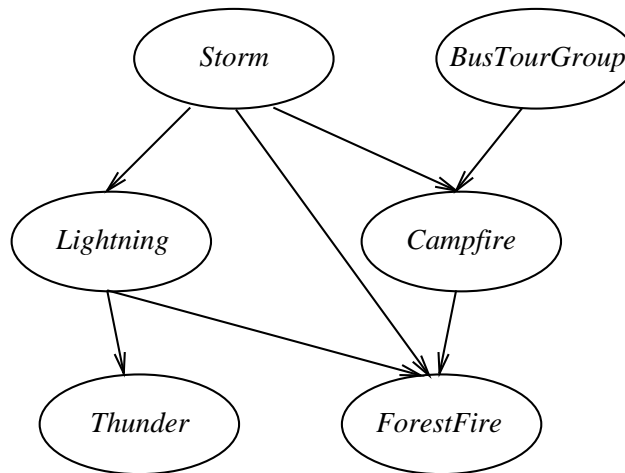 Storm
BusTourGroup
Lightning
Campfire
Thunder
ForestFire